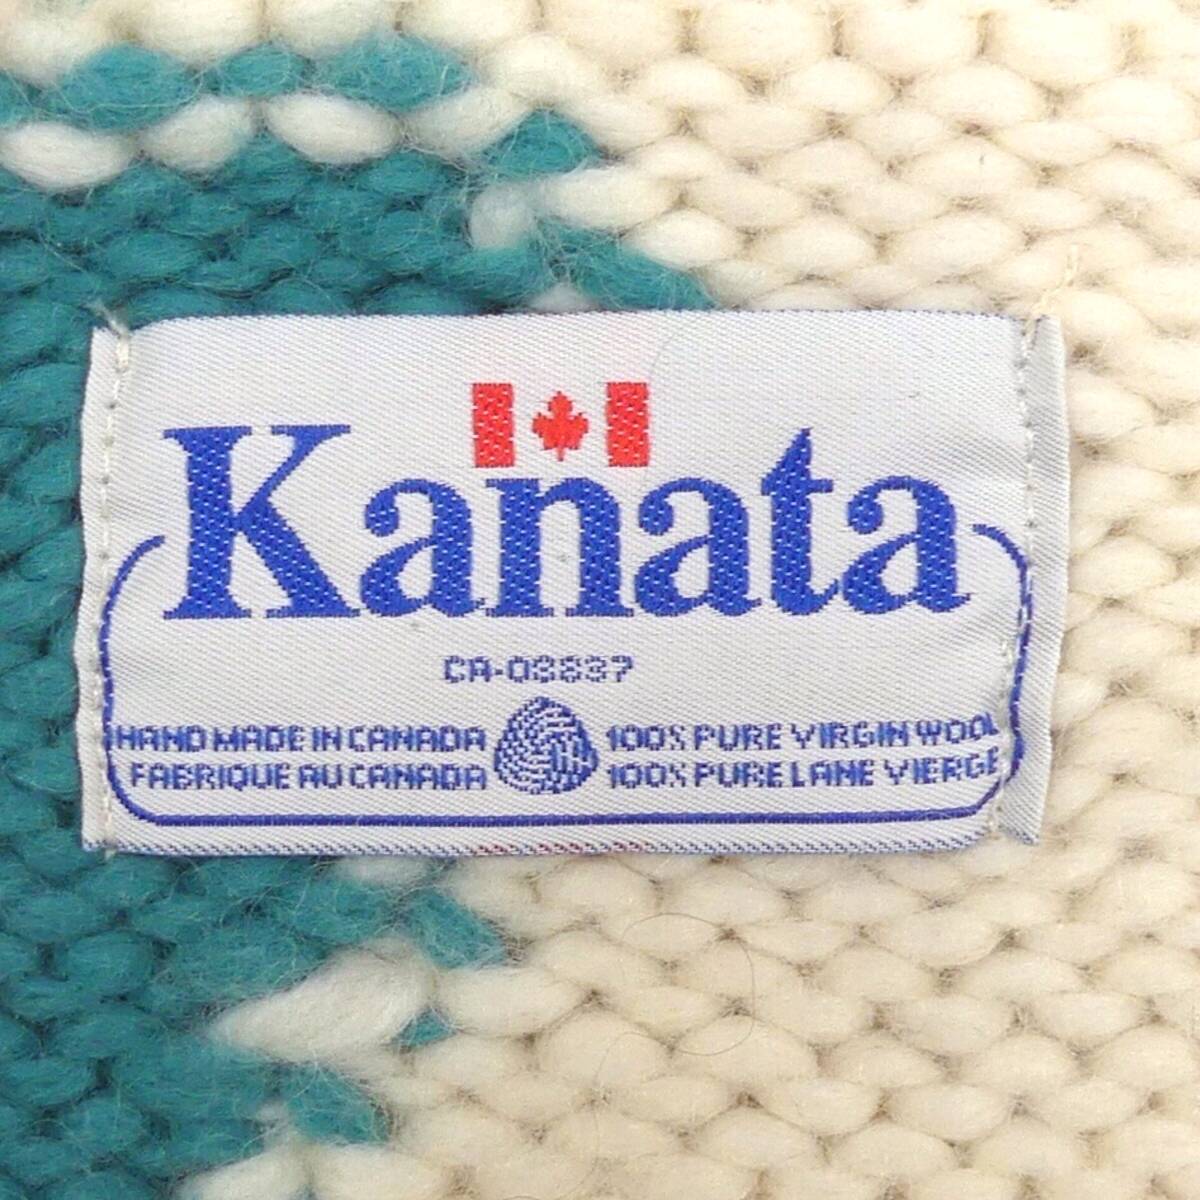 Kanata
CA-03837
HAND MADE IN CANADA 100% PURE VIRGIN WOOL
FABRIQUE AU CANADA 100% PURE LANE VIERGE